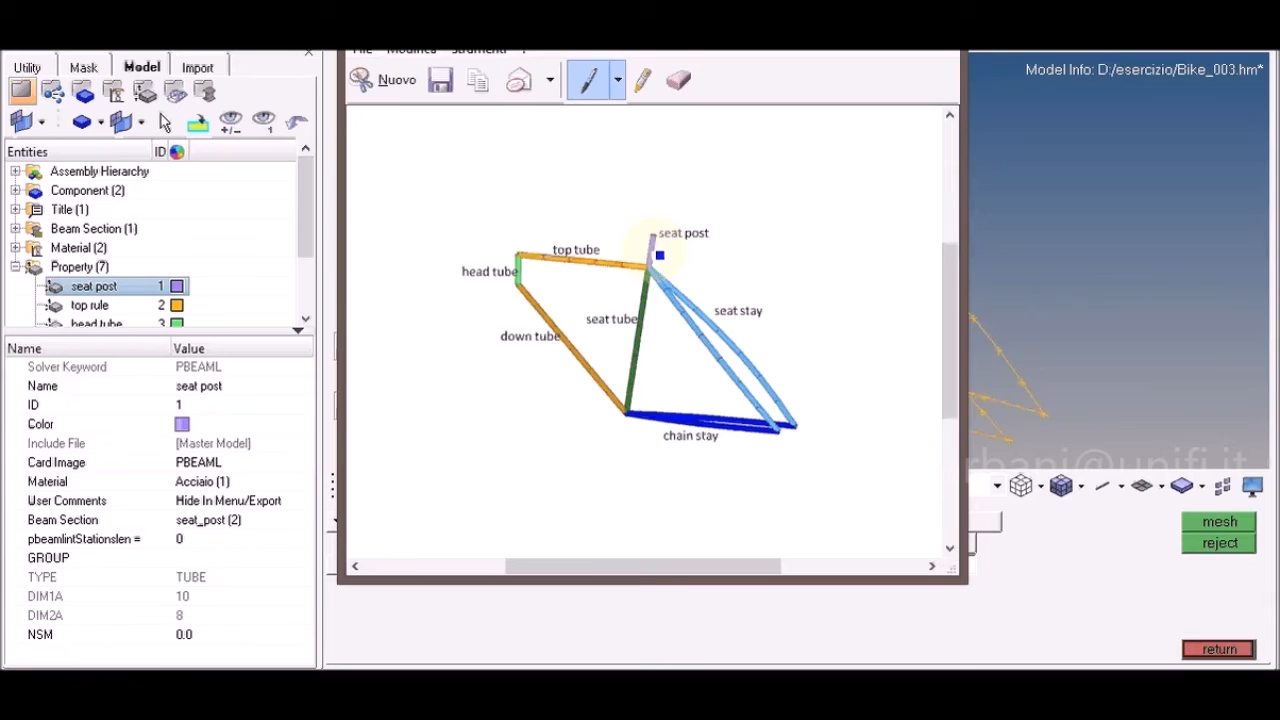 Utility Mask Model Import
Model Info: D:/esercizio/Bike_003.hm*
Nuovo
Entities ID
Assembly Hierarchy
Component (2)
Title (1)
Beam Section (1)
Material (2)
Property (7)
seat post 1
top rule 2
head tube 3
Name Value
Solver Keyword PBEAML
Name seat post
ID 1
Color
Include File [Master Model]
Card Image PBEAML
Material Acciaio (1)
User Comments Hide In Menu/Export
Beam Section seat_post (2)
pbeamlintStationslen = 0
GROUP
TYPE TUBE
DIM1A 10
DIM2A 8
NSM 0.0
seat post
top tube
head tube
seat stay
seat tube
down tube
chain stay
rbani@unifi.it
mesh
reject
return